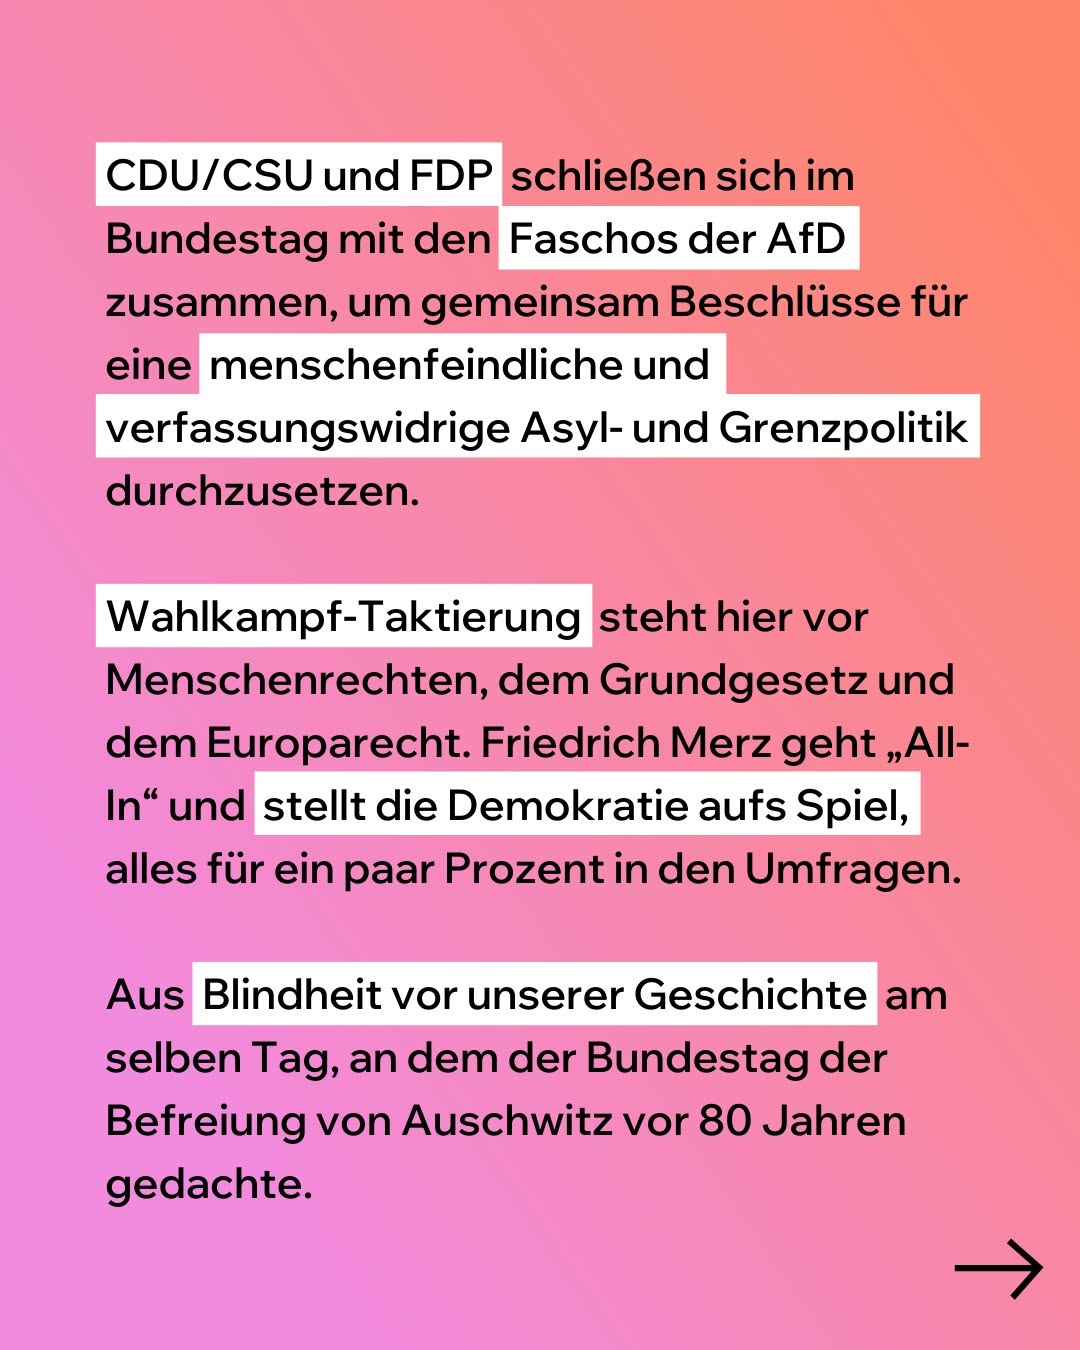 CDU/CSU und FDP schließen sich im
Bundestag mit den Faschos der AfD
zusammen, um gemeinsam Beschlüsse für
eine menschenfeindliche und
verfassungswidrige Asyl- und Grenzpolitik
durchzusetzen.
Wahlkampf-Taktierung steht hier vor
Menschenrechten, dem Grundgesetz und
dem Europarecht. Friedrich Merz geht „All-
In“ und stellt die Demokratie aufs Spiel,
alles für ein paar Prozent in den Umfragen.
Aus Blindheit vor unserer Geschichte am
selben Tag, an dem der Bundestag der
Befreiung von Auschwitz vor 80 Jahren
gedachte.